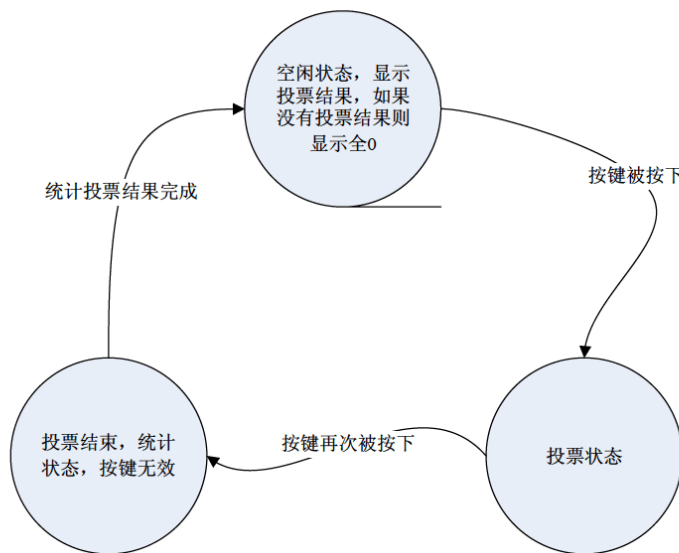 空闲状态，显示
投票结果，如果
没有投票结果则
显示全0
按键被按下
统计投票结果完成
投票结束，统计
状态，按键无效
按键再次被按下
投票状态